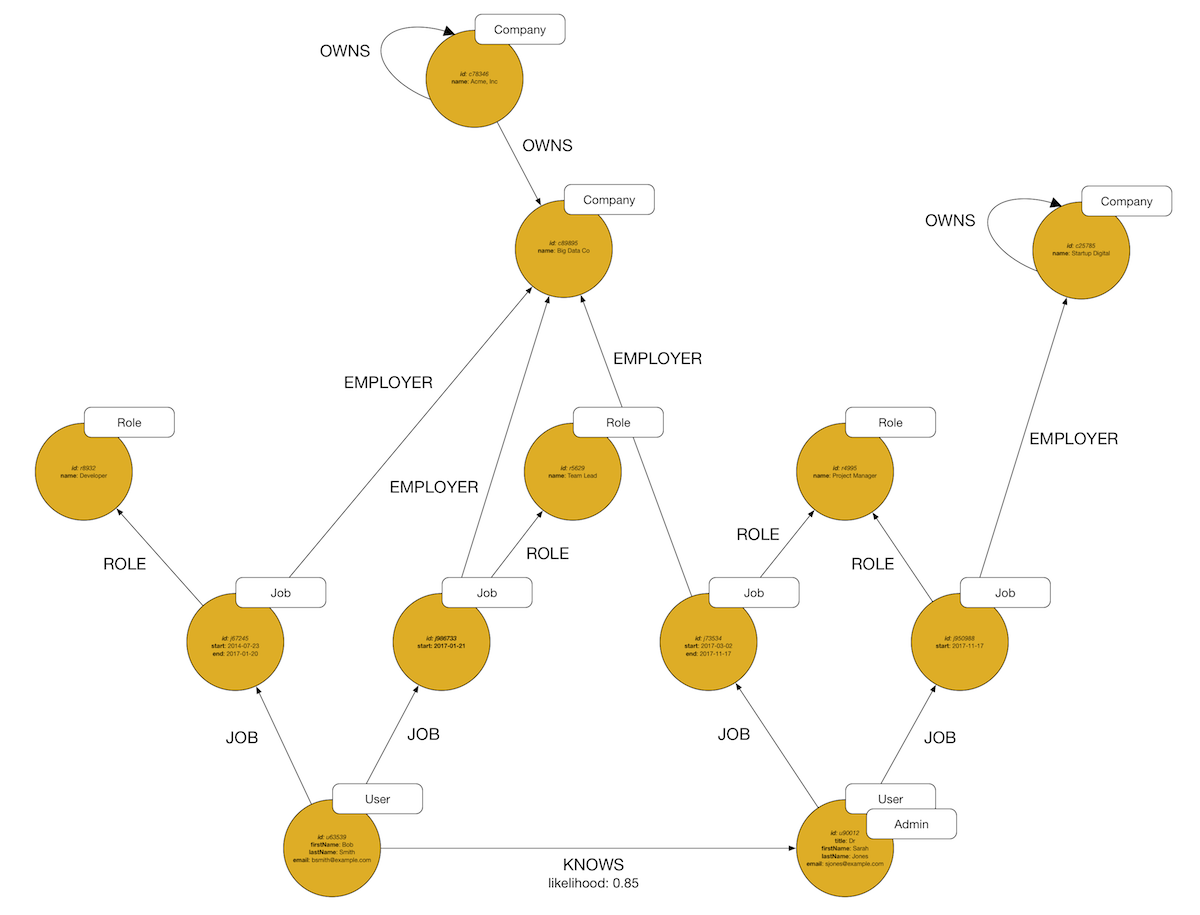 Company
OWNS
id: c78346
name: Acme, Inc
OWNS
Company
id: c89895
name: Big Data Co
Company
OWNS
id: c25785
name: Startup Digital
EMPLOYER
EMPLOYER
EMPLOYER
EMPLOYER
Role
id: r8932
name: Developer
Role
id: r5629
name: Team Lead
Role
id: r4995
name: Project Manager
ROLE
ROLE
ROLE
ROLE
Job
id: j67245
start: 2014-07-23
end: 2017-01-20
Job
id: j986733
start: 2017-01-21
Job
id: j73534
start: 2017-03-02
end: 2017-11-17
Job
id: j950988
start: 2017-11-17
JOB
JOB
JOB
JOB
User
id: u63539
firstName: Bob
lastName: Smith
email: bsmith@example.com
KNOWS
likelihood: 0.85
User
Admin
id: u90012
title: Dr
firstName: Sarah
lastName: Jones
email: sjones@example.com